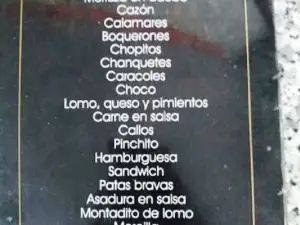 Cazón
Calamares
Boquerones
Chopitos
Chanquetes
Caracoles
Choco
Lomo, queso y pimientos
Carne en salsa
Callos
Pinchito
Hamburguesa
Sandwich
Patas bravas
Asadura en salsa
Montadito de lomo